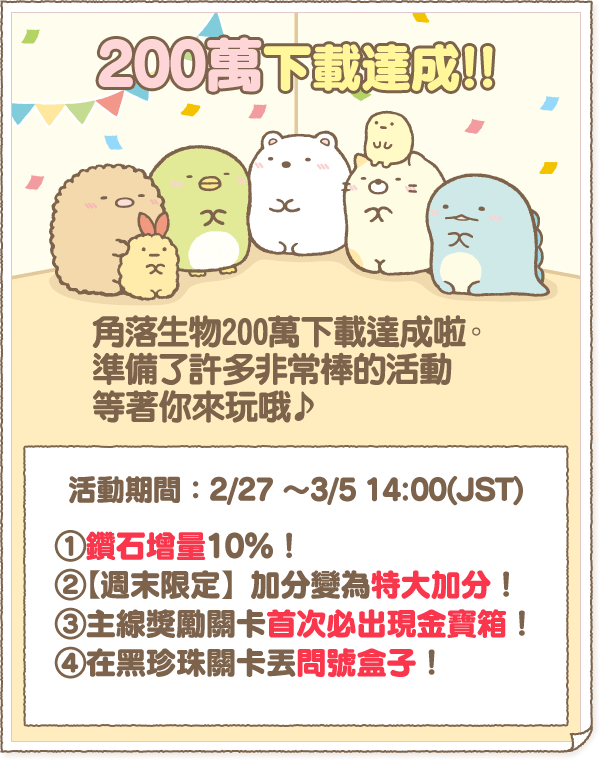 200萬下載達成!!
角落生物200萬下載達成啦。
準備了許多非常棒的活動
等著你來玩哦♪
活動期間：2/27 ～3/5 14:00(JST)
①鑽石增量10%！
②【週末限定】加分變為特大加分！
③主線獎勵關卡首次必出現金寶箱！
④在黑珍珠關卡丟問號盒子！